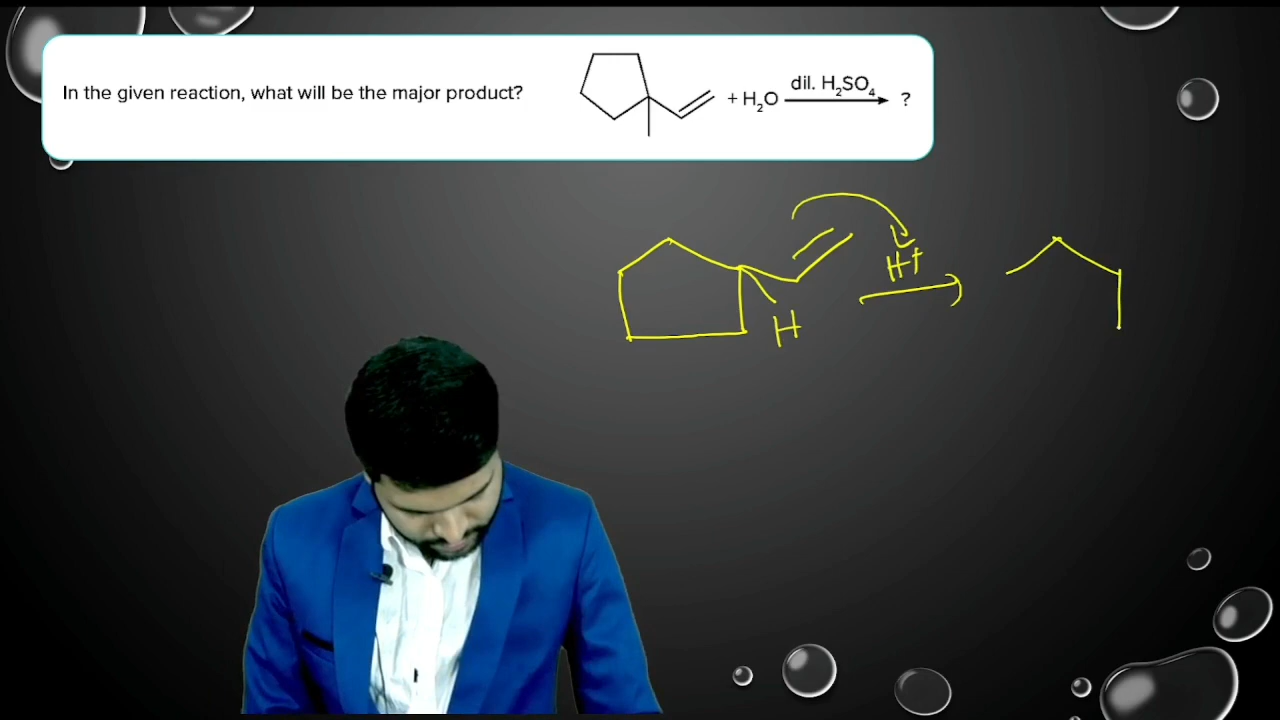 In the given reaction, what will be the major product?
+ H₂O dil. H₂SO₄ ?
H+
H